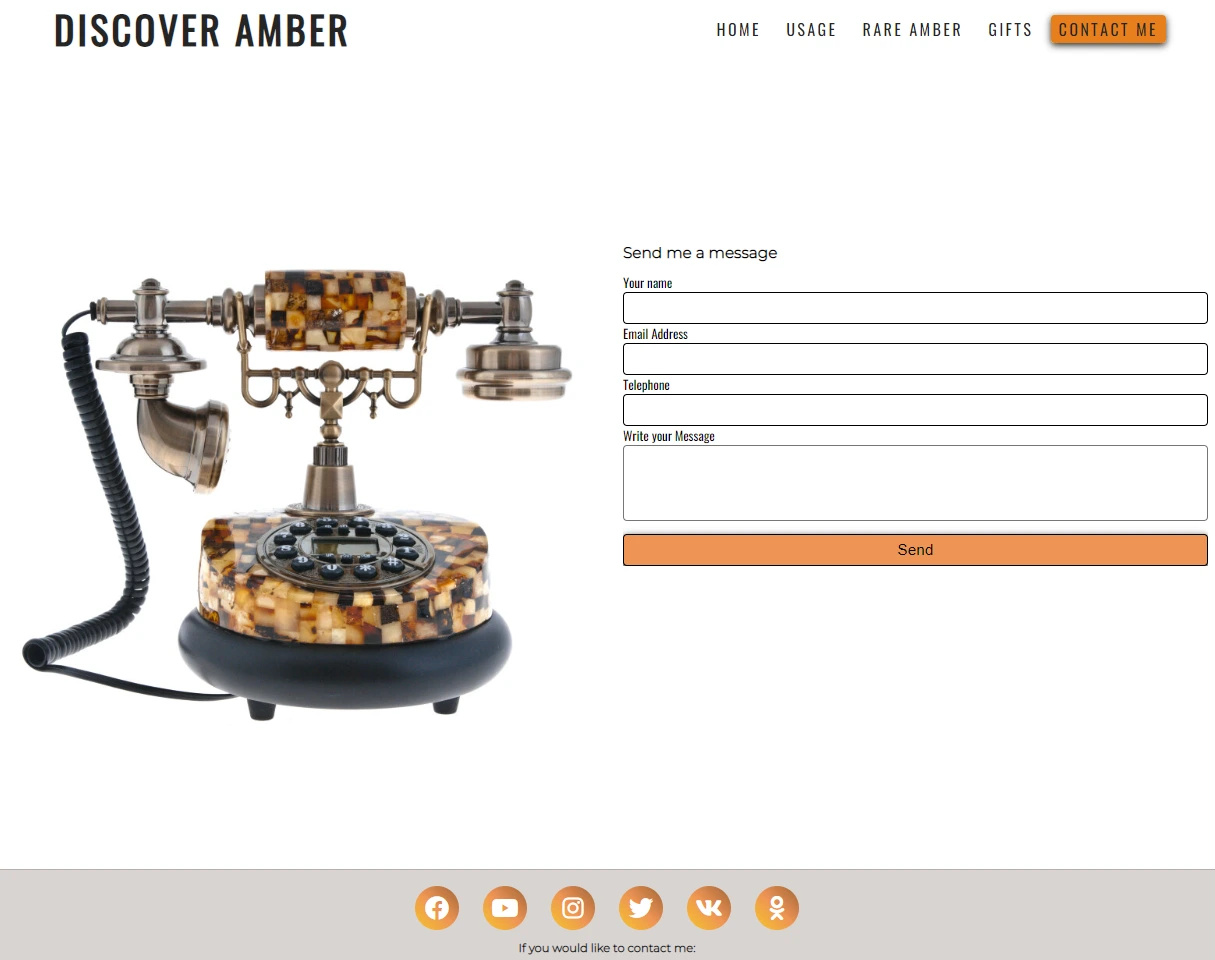 DISCOVER AMBER
HOME USAGE RARE AMBER GIFTS CONTACT ME
Send me a message
Your name
Email Address
Telephone
Write your Message
Send
If you would like to contact me: